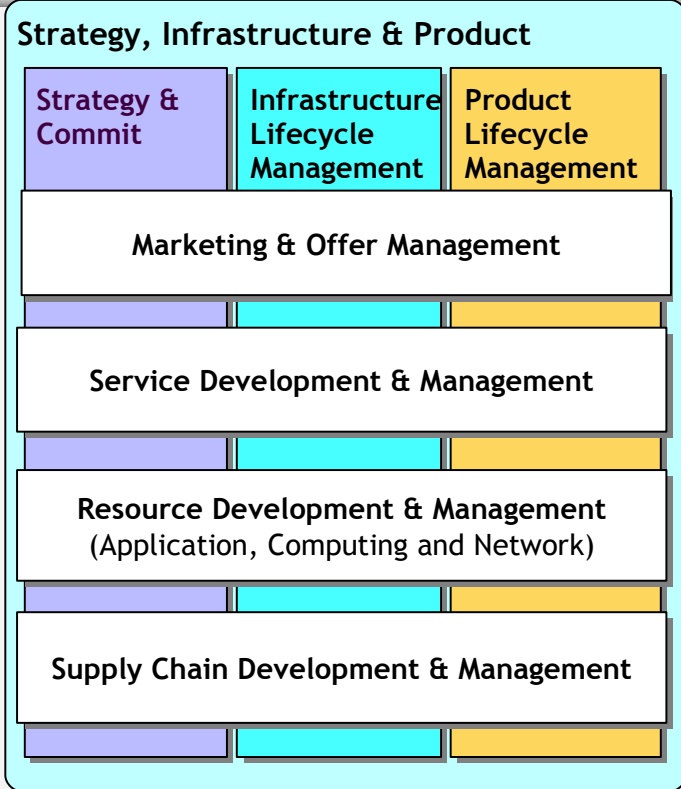 Strategy, Infrastructure & Product
Strategy &
Commit
Infrastructure
Lifecycle
Management
Product
Lifecycle
Management
Marketing & Offer Management
Service Development & Management
Resource Development & Management
(Application, Computing and Network)
Supply Chain Development & Management